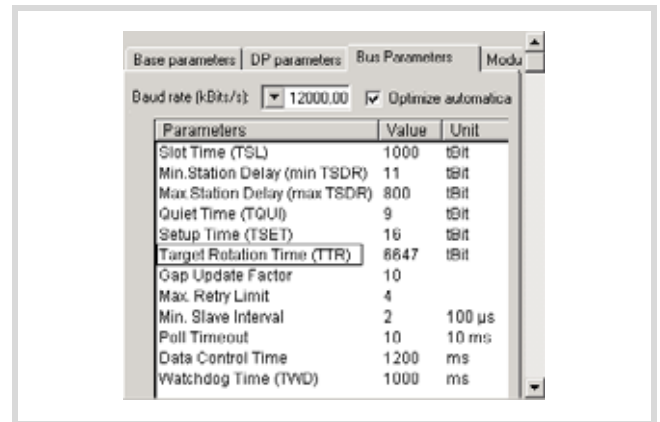 Base parameters DP parameters Bus Parameters Modu
Baud rate (kBits/s): 12000.00 Optimize automatica
Parameters Value Unit
Slot Time (TSL) 1000 tBit
Min.Station Delay (min TSDR) 11 tBit
Max.Station Delay (max TSDR) 800 tBit
Quiet Time (TQUI) 9 tBit
Setup Time (TSET) 16 tBit
Target Rotation Time (TTR) 6647 tBit
Gap Update Factor 10
Max. Retry Limit 4
Min. Slave Interval 2 100 µs
Poll Timeout 10 10 ms
Data Control Time 1200 ms
Watchdog Time (TWD) 1000 ms